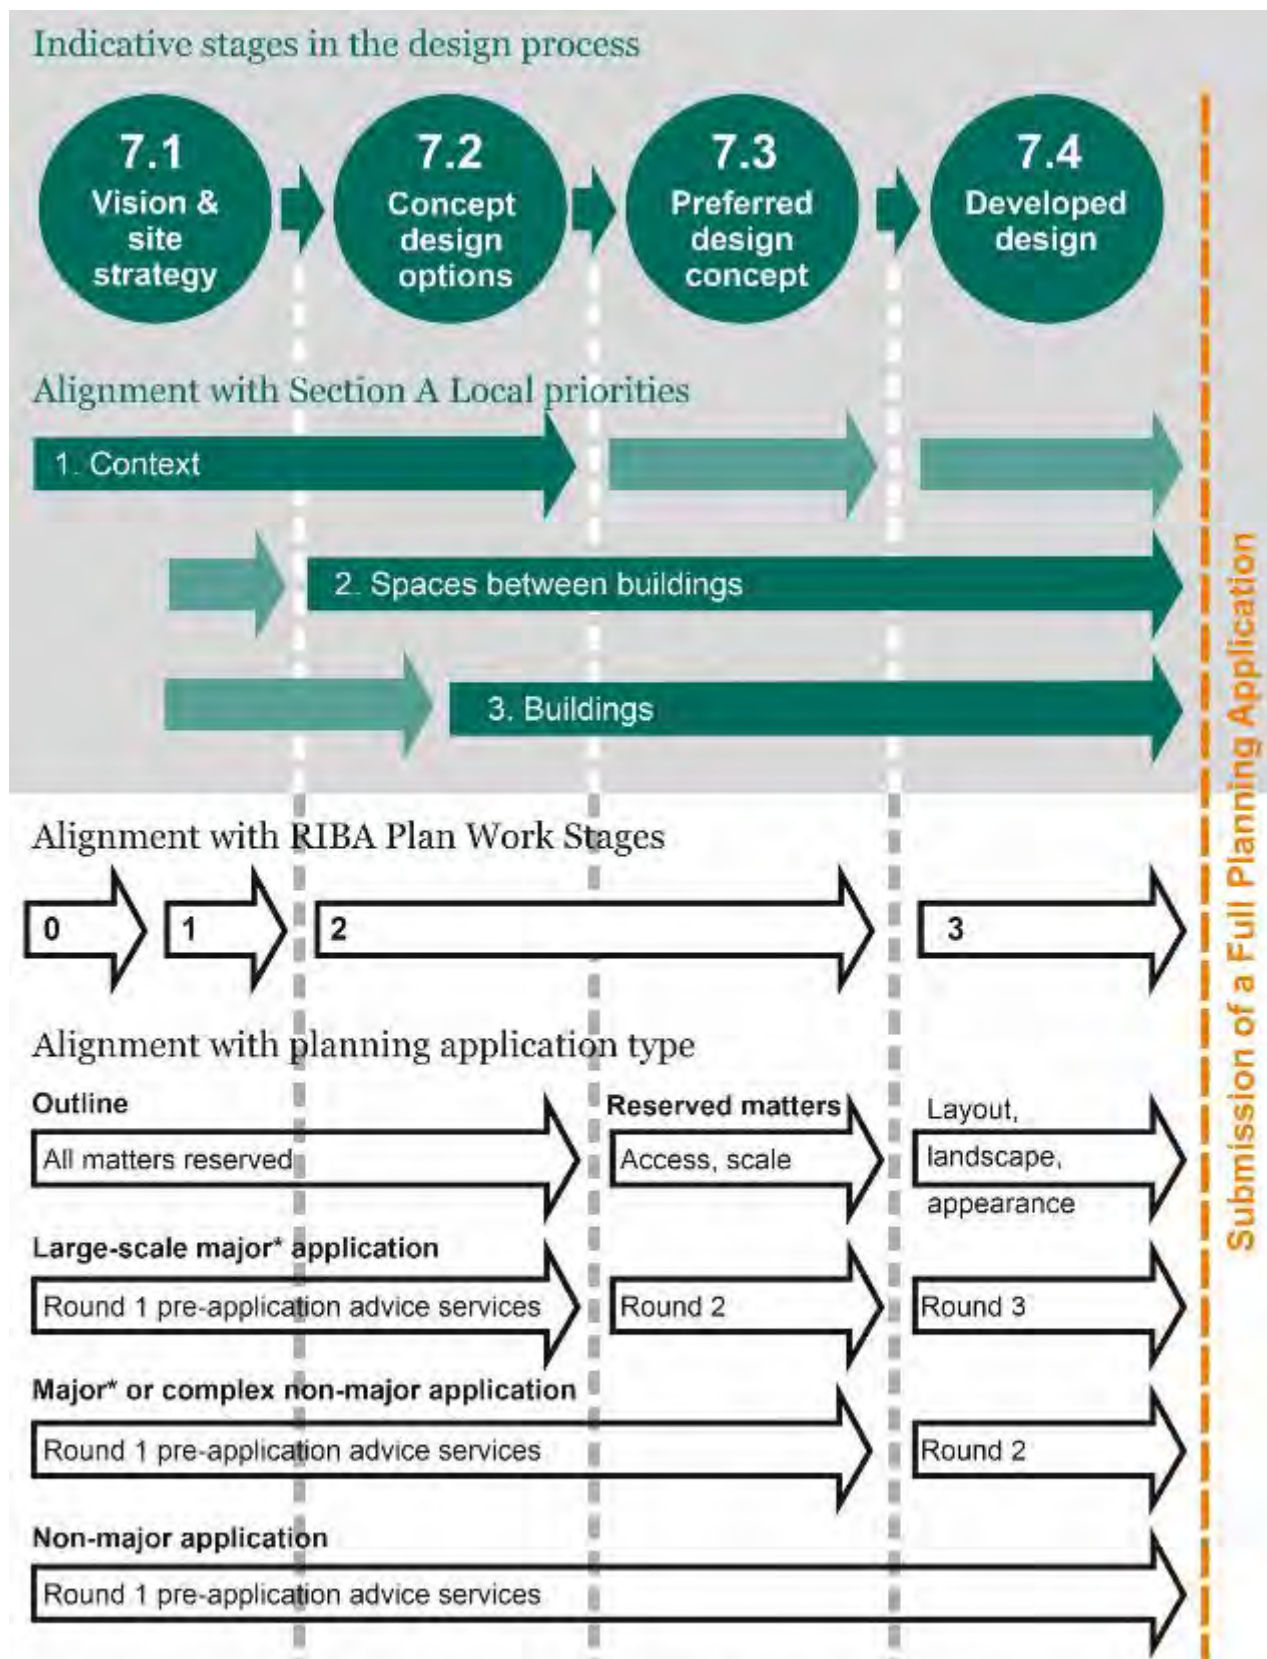 Indicative stages in the design process
7.1
Vision &
site
strategy
7.2
Concept
design
options
7.3
Preferred
design
concept
7.4
Developed
design
Alignment with Section A Local priorities
1. Context
2. Spaces between buildings
3. Buildings
Alignment with RIBA Plan Work Stages
0
1
2
3
Alignment with planning application type
Outline
All matters reserved
Reserved matters
Access, scale
Layout,
landscape,
appearance
Large-scale major* application
Round 1 pre-application advice services
Round 2
Round 3
Major* or complex non-major application
Round 1 pre-application advice services
Round 2
Non-major application
Round 1 pre-application advice services
Submission of a Full Planning Application